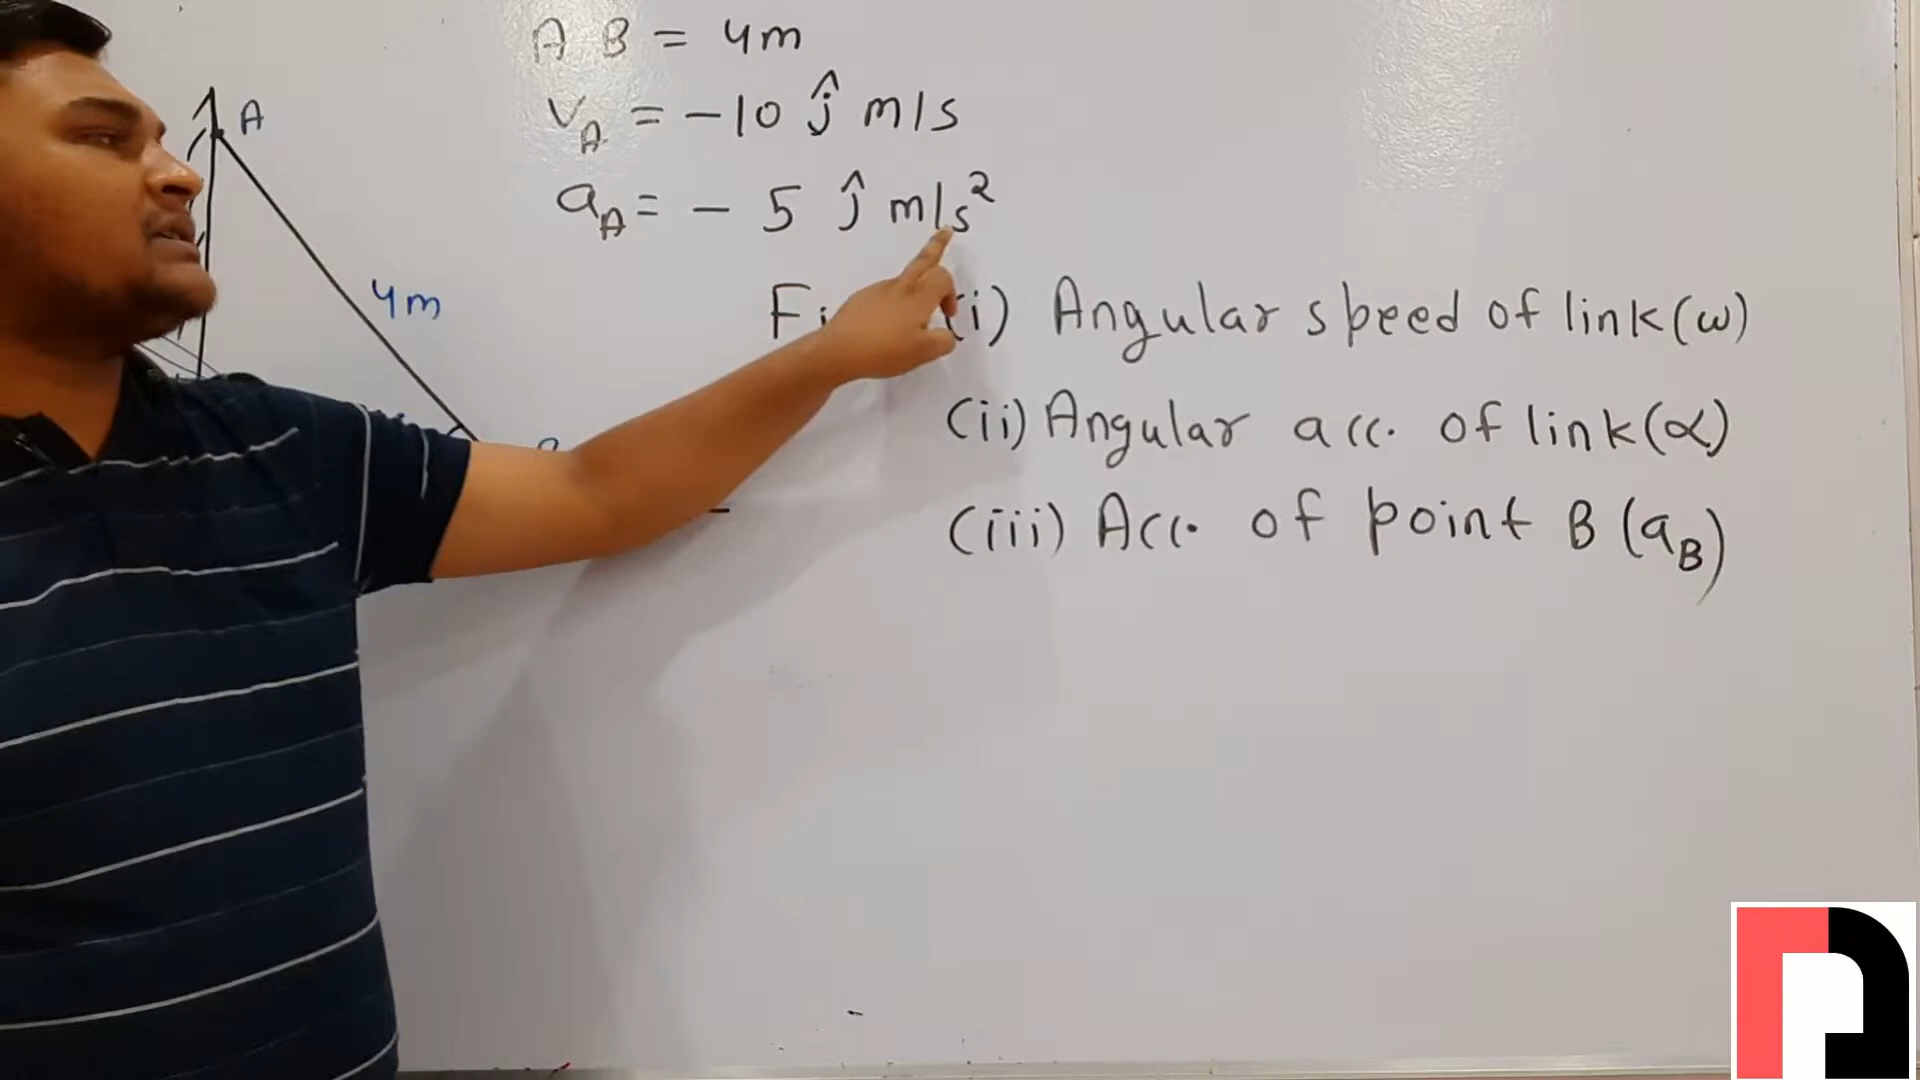 A B = 4m
A
v_A = -10 ĵ m/s
a_A = - 5 ĵ m/s²
4m
(i) Angular speed of link (ω)
(ii) Angular acc. of link (α)
(iii) Acc. of point B (a_B)